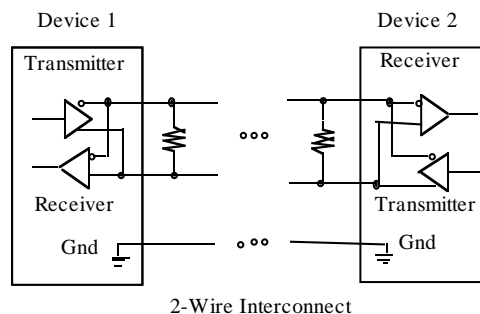 Device 1
Device 2
Transmitter
Receiver
Receiver
Transmitter
Gnd
Gnd
2-Wire Interconnect